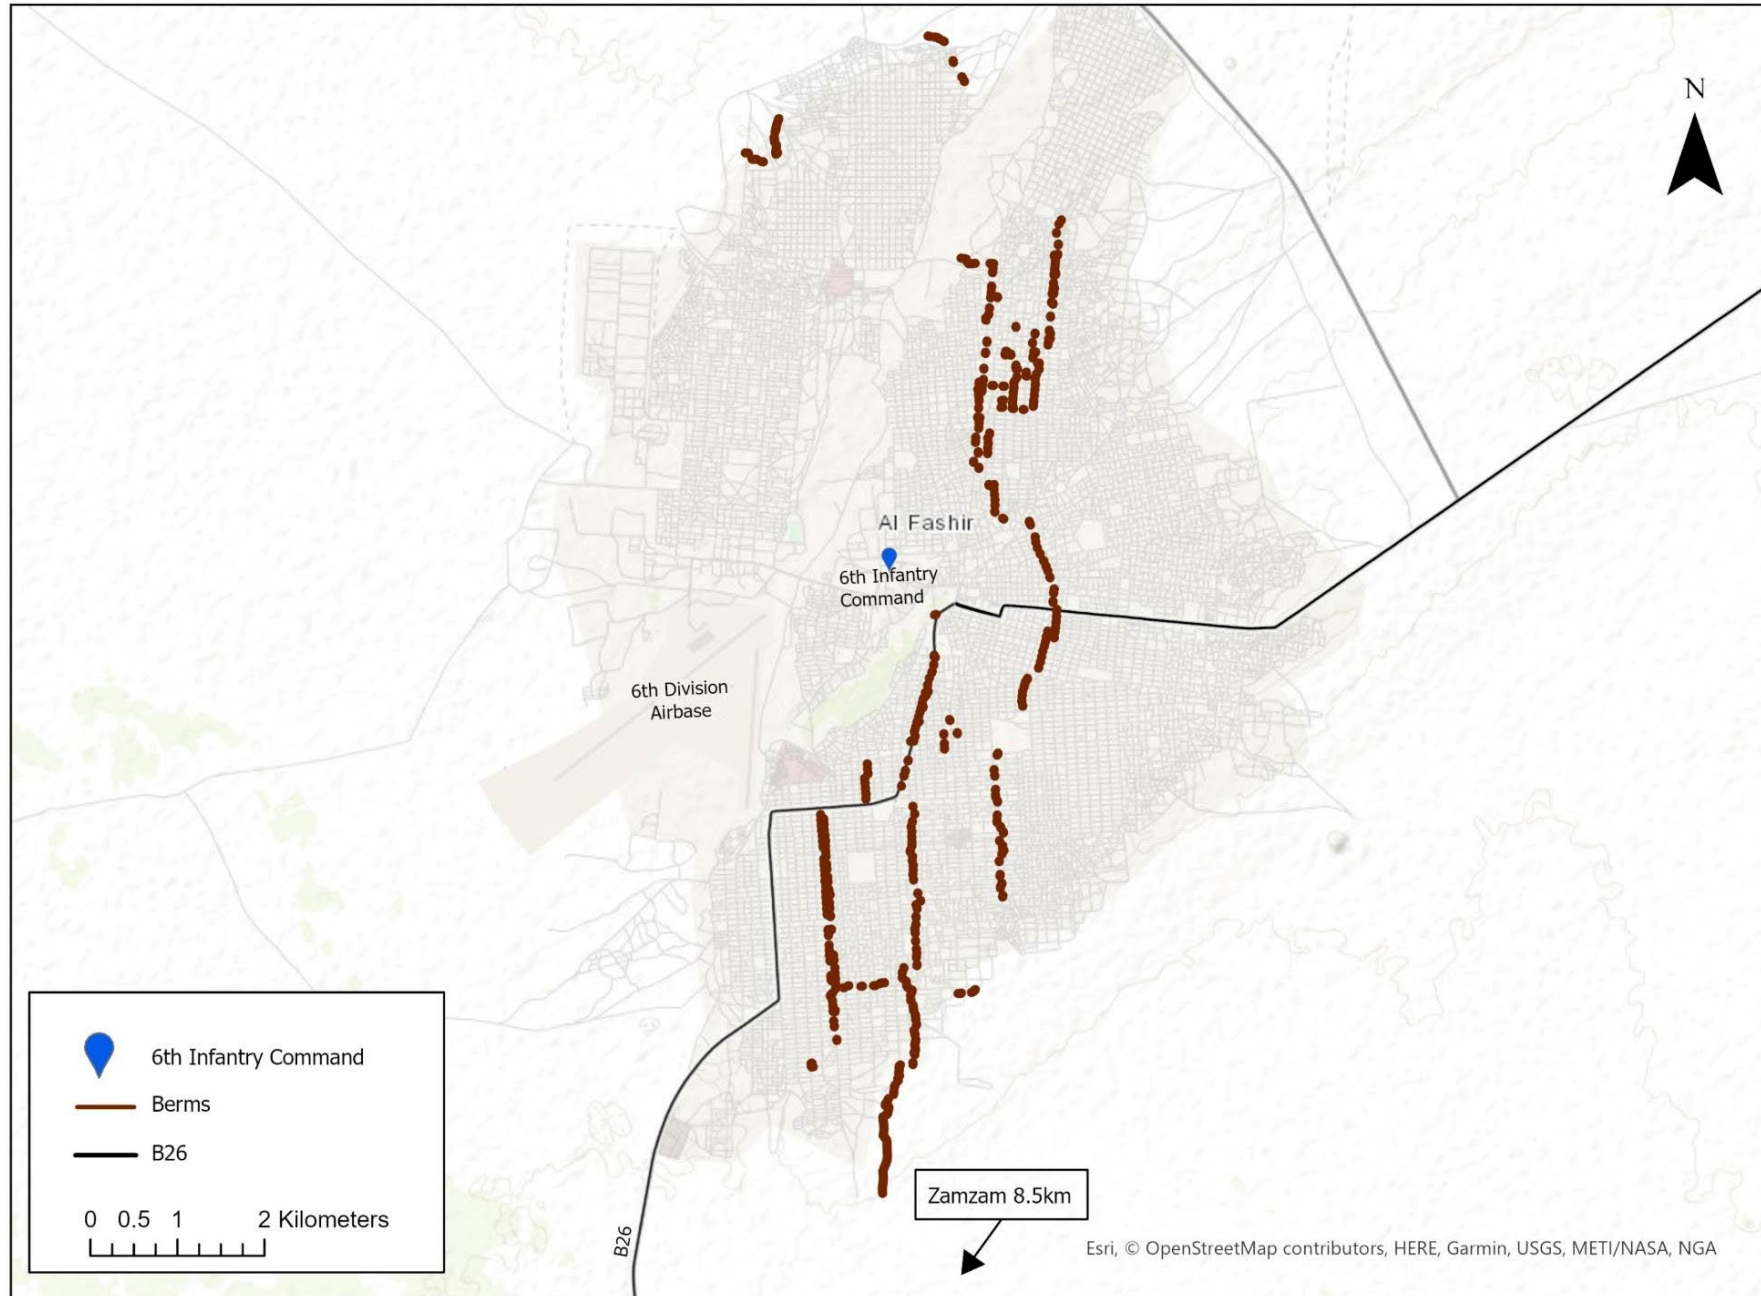 N
Al Fashir
6th Infantry
Command
6th Division
Airbase
6th Infantry Command
Berms
B26
0 0.5 1 2 Kilometers
B26
Zamzam 8.5km
Esri, © OpenStreetMap contributors, HERE, Garmin, USGS, METI/NASA, NGA